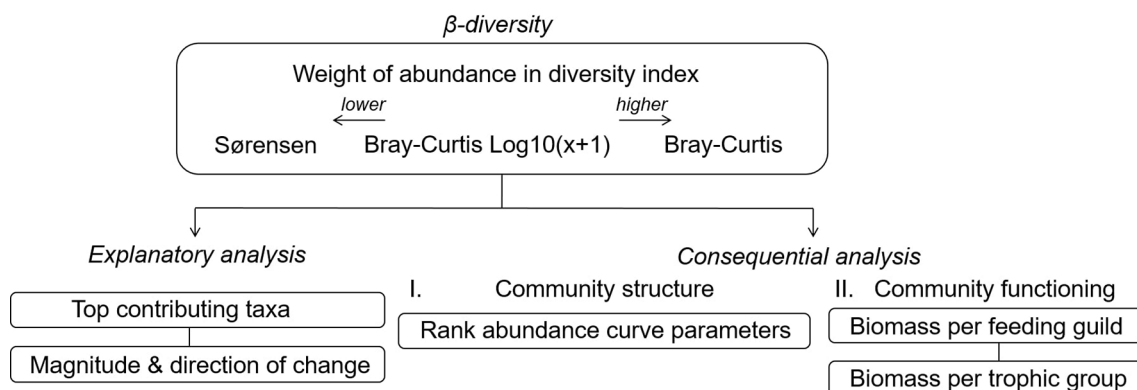 β-diversity
Weight of abundance in diversity index
lower
higher
Sørensen
Bray-Curtis Log10(x+1)
Bray-Curtis
Explanatory analysis
Consequential analysis
Top contributing taxa
Magnitude & direction of change
I. Community structure
Rank abundance curve parameters
II. Community functioning
Biomass per feeding guild
Biomass per trophic group